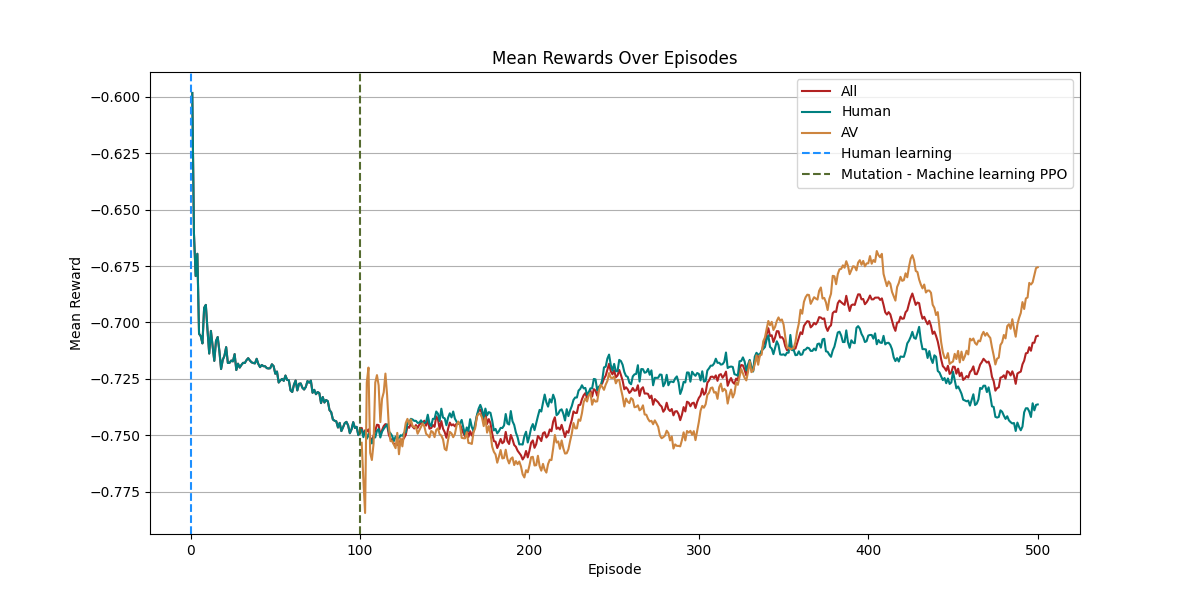 Mean Rewards Over Episodes
−0.600
−0.625
−0.650
−0.675
−0.700
−0.725
−0.750
−0.775
Mean Reward
All
Human
AV
Human learning
Mutation - Machine learning PPO
0
100
200
300
400
500
Episode